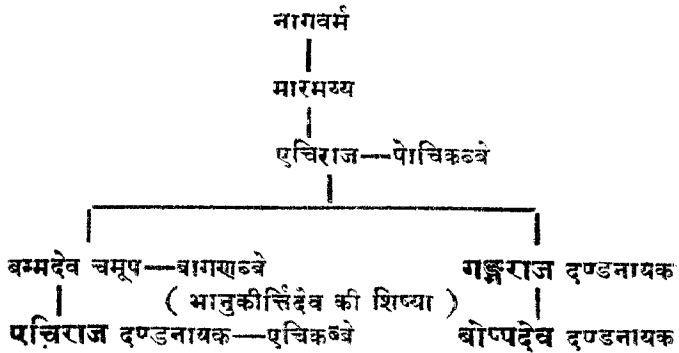 नागवर्म
मारमय्य
एचिराज—पोचिकब्बे
बम्मदेव चमूप—बागणब्बे गङ्गराज दण्डनायक
( भानुकीर्त्तिदेव की शिष्या )
एचिराज दण्डनायक—एचिकब्बे बोप्पदेव दण्डनायक